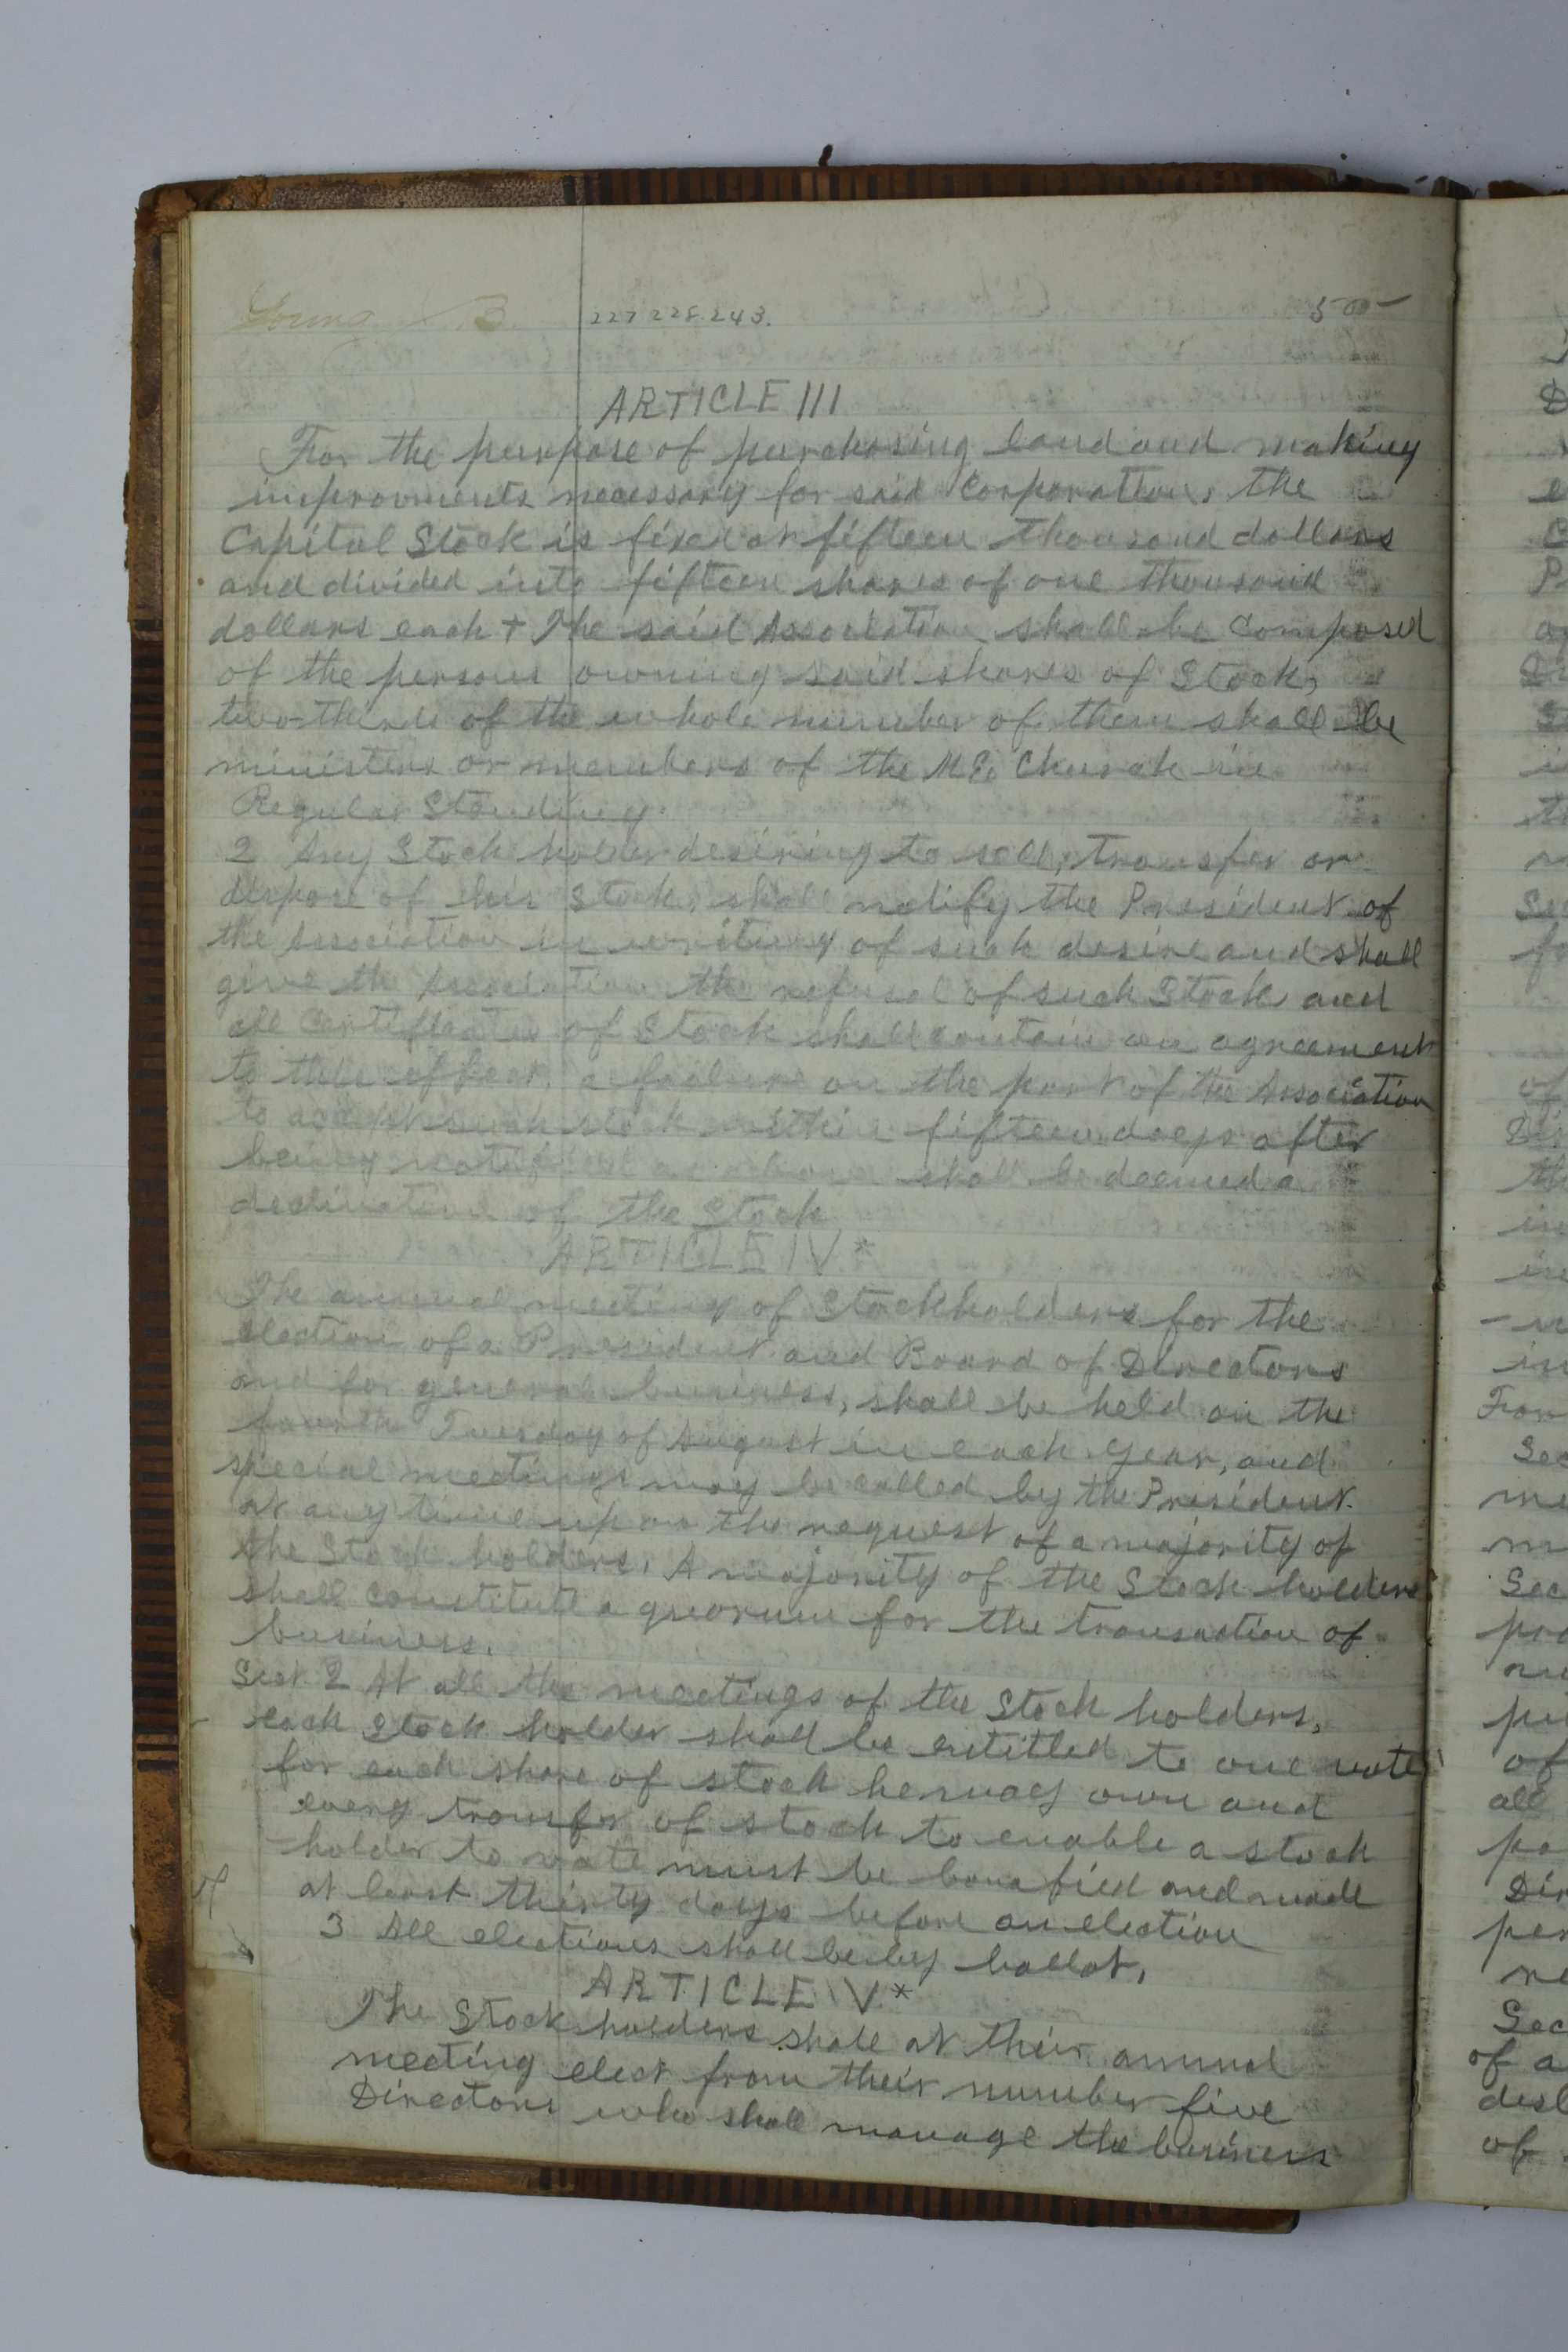 Young B 227 228.243. 500-
ARTICLE III
For the purpose of purchasing land and making
improvments necessary for said Corporation, the
Capital Stock is fixed at fifteen thousand dollars
and divided into fifteen shares of one thousand
dollars each + The said Association shall be composed
of the persons owning said shares of Stock,
two-thirds of the whole number of them shall be
ministers or members of the M.E. Church in
Regular Standing.
2 Any Stock holder desiring to sell, transfer or
dispose of his Stock, shall notify the President of
the Association in writing of such desire and shall
give the Association the refusal of such Stock and
all Certificates of Stock shall contain an agreement
to this effect, a failure on the part of the Association
to accept such stock within fifteen days after
being notified as above shall be deemed a
declination of the Stock
ARTICLE IV*
The annual meeting of Stockholders for the
election of a President and Board of Directors
and for general business, shall be held on the
fourth Tuesday of August in each year, and
special meetings may be called by the President
at any time upon the request of a majority of
the Stock holders. A majority of the Stock holders
shall constitute a quorum for the transaction of
business.
Sect 2 At all the meetings of the Stock holders,
each Stock holder shall be entitled to one vote
for each share of stock he may own and
every transfer of stock to enable a stock
holder to vote must be bonafied and made
at least thirty days before an election
3 All elections shall be by ballot.
ARTICLE V*
The Stock holders shall at their annual
meeting elect from their number five
Directors who shall manage the business